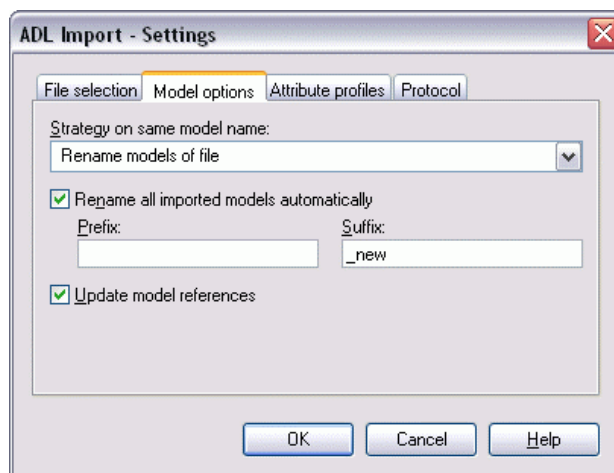 ADL Import - Settings
File selection Model options Attribute profiles Protocol
Strategy on same model name:
Rename models of file
Rename all imported models automatically
Prefix: Suffix:
_new
Update model references
OK Cancel Help